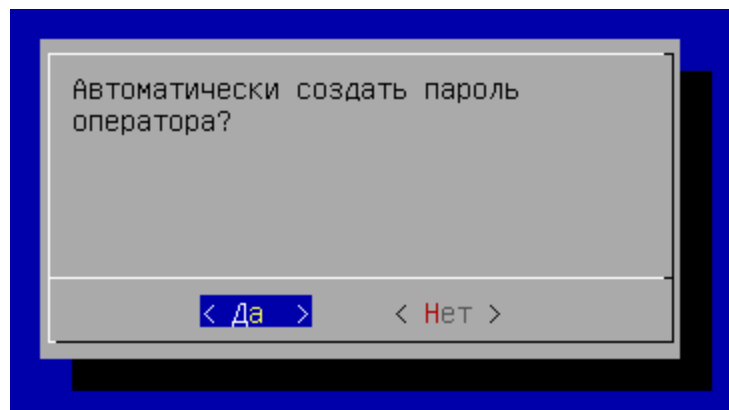 Автоматически создать пароль
оператора?
< Да > < Нет >